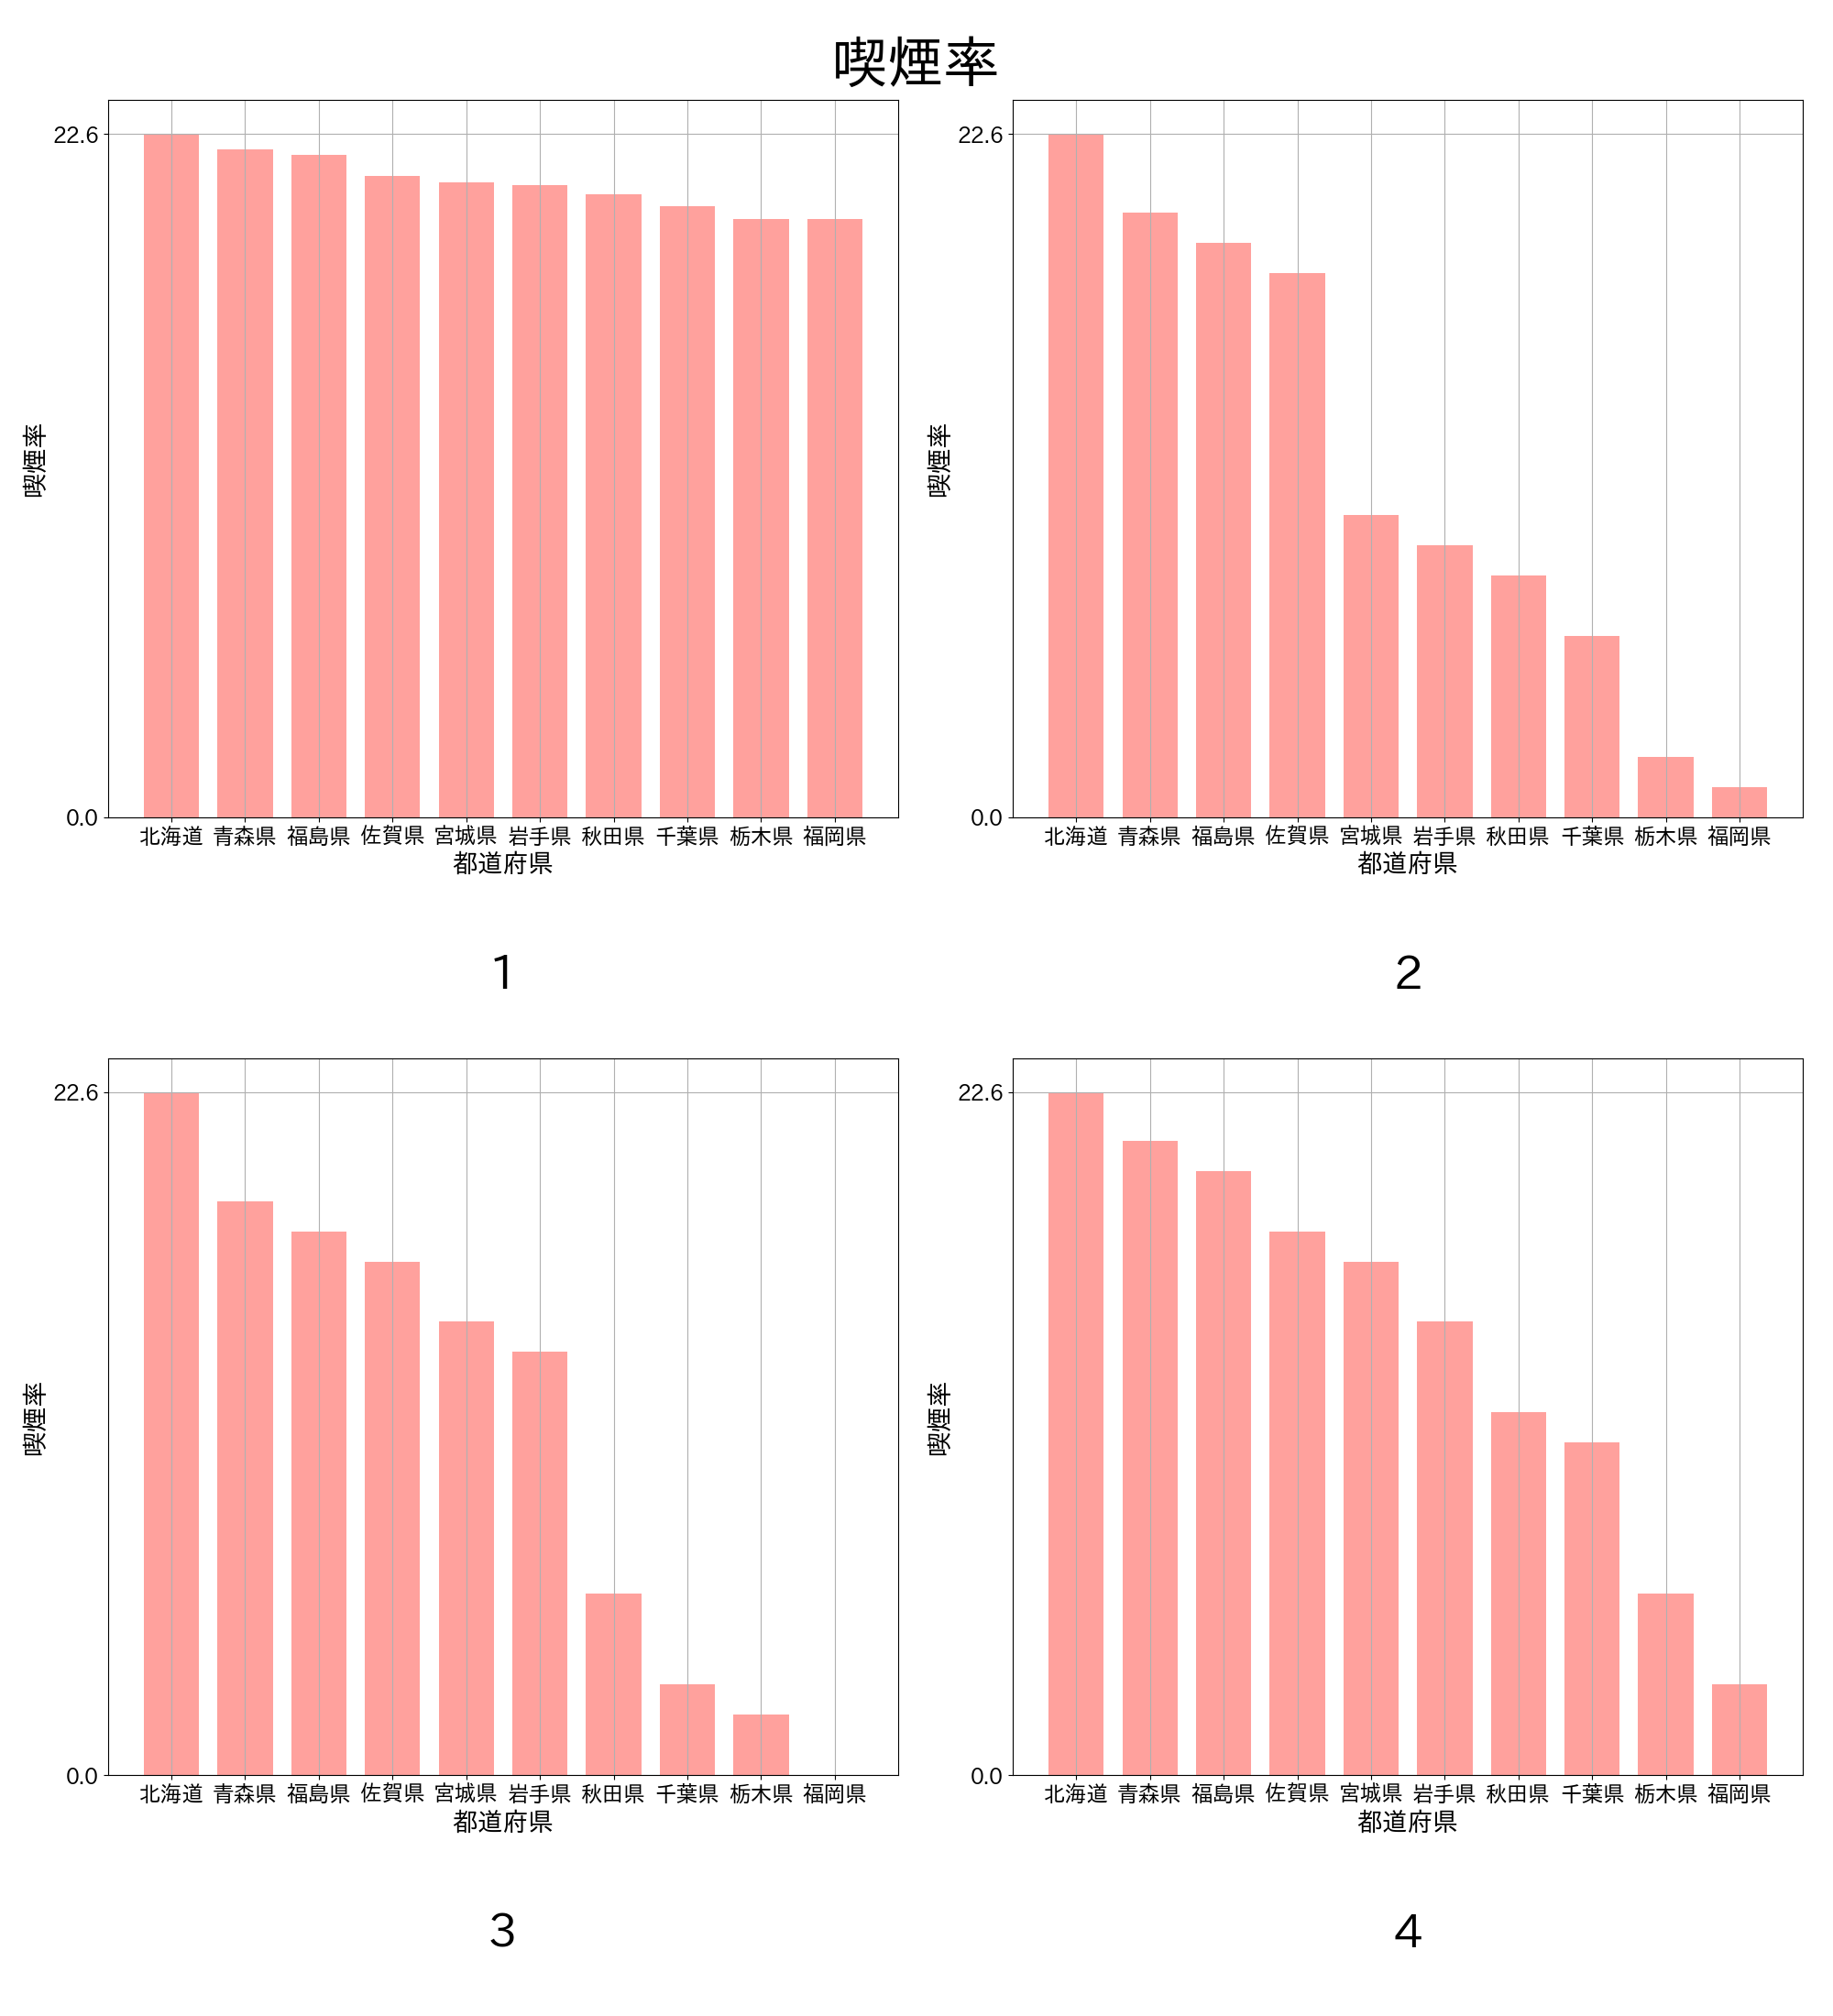 喫煙率
22.6
喫煙率
0.0
北海道 青森県 福島県 佐賀県 宮城県 岩手県 秋田県 千葉県 栃木県 福岡県
都道府県
1
22.6
喫煙率
0.0
北海道 青森県 福島県 佐賀県 宮城県 岩手県 秋田県 千葉県 栃木県 福岡県
都道府県
2
22.6
喫煙率
0.0
北海道 青森県 福島県 佐賀県 宮城県 岩手県 秋田県 千葉県 栃木県 福岡県
都道府県
3
22.6
喫煙率
0.0
北海道 青森県 福島県 佐賀県 宮城県 岩手県 秋田県 千葉県 栃木県 福岡県
都道府県
4